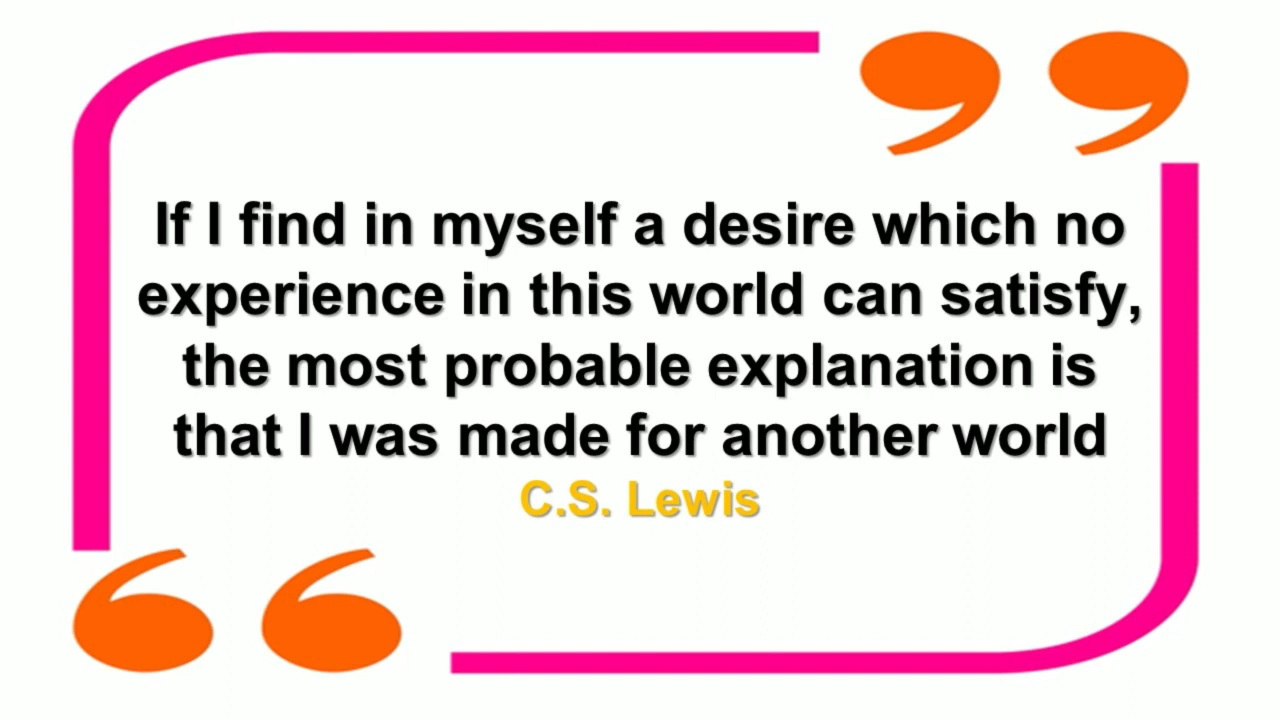 If I find in myself a desire which no
experience in this world can satisfy,
the most probable explanation is
that I was made for another world
C.S. Lewis